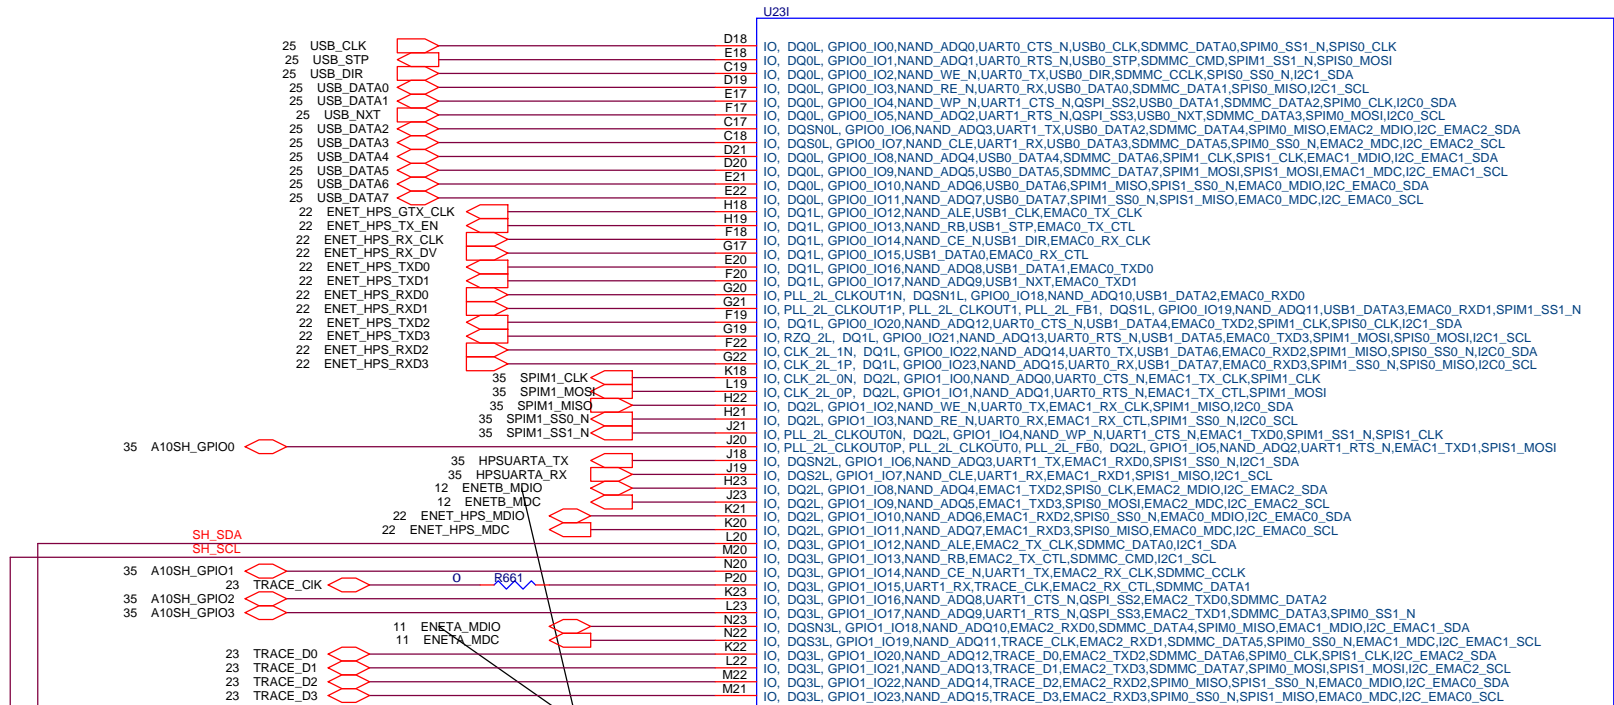 U23I
25 USB_CLK D18 IO, DQ0L, GPIO0_IO0,NAND_ADQ0,UART0_CTS_N,USB0_CLK,SDMMC_DATA0,SPIM0_SS1_N,SPIS0_CLK
25 USB_STP E18 IO, DQ0L, GPIO0_IO1,NAND_ADQ1,UART0_RTS_N,USB0_STP,SDMMC_CMD,SPIM1_SS1_N,SPIS0_MOSI
25 USB_DIR C19 IO, DQ0L, GPIO0_IO2,NAND_WE_N,UART0_TX,USB0_DIR,SDMMC_CCLK,SPIS0_SS0_N,I2C1_SDA
25 USB_DATA0 D19 IO, DQ0L, GPIO0_IO3,NAND_RE_N,UART0_RX,USB0_DATA0,SDMMC_DATA1,SPIS0_MISO,I2C1_SCL
25 USB_DATA1 E17 IO, DQ0L, GPIO0_IO4,NAND_WP_N,UART1_CTS_N,QSPI_SS2,USB0_DATA1,SDMMC_DATA2,SPIM0_CLK,I2C0_SDA
25 USB_NXT F17 IO, DQ0L, GPIO0_IO5,NAND_ADQ2,UART1_RTS_N,QSPI_SS3,USB0_NXT,SDMMC_DATA3,SPIM0_MOSI,I2C0_SCL
25 USB_DATA2 C17 IO, DQSN0L, GPIO0_IO6,NAND_ADQ3,UART1_TX,USB0_DATA2,SDMMC_DATA4,SPIM0_MISO,EMAC2_MDIO,I2C_EMAC2_SDA
25 USB_DATA3 C18 IO, DQS0L, GPIO0_IO7,NAND_CLE,UART1_RX,USB0_DATA3,SDMMC_DATA5,SPIM0_SS0_N,EMAC2_MDC,I2C_EMAC2_SCL
25 USB_DATA4 D21 IO, DQ0L, GPIO0_IO8,NAND_ADQ4,USB0_DATA4,SDMMC_DATA6,SPIM1_CLK,SPIS1_CLK,EMAC1_MDIO,I2C_EMAC1_SDA
25 USB_DATA5 D20 IO, DQ0L, GPIO0_IO9,NAND_ADQ5,USB0_DATA5,SDMMC_DATA7,SPIM1_MOSI,SPIS1_MOSI,EMAC1_MDC,I2C_EMAC1_SCL
25 USB_DATA6 E21 IO, DQ0L, GPIO0_IO10,NAND_ADQ6,USB0_DATA6,SPIM1_MISO,SPIS1_SS0_N,EMAC0_MDIO,I2C_EMAC0_SDA
25 USB_DATA7 E22 IO, DQ0L, GPIO0_IO11,NAND_ADQ7,USB0_DATA7,SPIM1_SS0_N,SPIS1_MISO,EMAC0_MDC,I2C_EMAC0_SCL
22 ENET_HPS_GTX_CLK H18 IO, DQ1L, GPIO0_IO12,NAND_ALE,USB1_CLK,EMAC0_TX_CLK
22 ENET_HPS_TX_EN H19 IO, DQ1L, GPIO0_IO13,NAND_RB,USB1_STP,EMAC0_TX_CTL
22 ENET_HPS_RX_CLK F18 IO, DQ1L, GPIO0_IO14,NAND_CE_N,USB1_DIR,EMAC0_RX_CLK
22 ENET_HPS_RX_DV G17 IO, DQ1L, GPIO0_IO15,USB1_DATA0,EMAC0_RX_CTL
22 ENET_HPS_TXD0 E20 IO, DQ1L, GPIO0_IO16,NAND_ADQ8,USB1_DATA1,EMAC0_TXD0
22 ENET_HPS_TXD1 F20 IO, DQ1L, GPIO0_IO17,NAND_ADQ9,USB1_NXT,EMAC0_TXD1
22 ENET_HPS_RXD0 G20 IO, PLL_2L_CLKOUT1N, DQSN1L, GPIO0_IO18,NAND_ADQ10,USB1_DATA2,EMAC0_RXD0
22 ENET_HPS_RXD1 G21 IO, PLL_2L_CLKOUT1P, PLL_2L_CLKOUT1, PLL_2L_FB1, DQS1L, GPIO0_IO19,NAND_ADQ11,USB1_DATA3,EMAC0_RXD1,SPIM1_SS1_N
22 ENET_HPS_TXD2 F19 IO, DQ1L, GPIO0_IO20,NAND_ADQ12,UART0_CTS_N,USB1_DATA4,EMAC0_TXD2,SPIM1_CLK,SPIS0_CLK,I2C1_SDA
22 ENET_HPS_TXD3 G19 IO, RZQ_2L, DQ1L, GPIO0_IO21,NAND_ADQ13,UART0_RTS_N,USB1_DATA5,EMAC0_TXD3,SPIM1_MOSI,SPIS0_MOSI,I2C1_SCL
22 ENET_HPS_RXD2 F22 IO, CLK_2L_1N, DQ1L, GPIO0_IO22,NAND_ADQ14,UART0_TX,USB1_DATA6,EMAC0_RXD2,SPIM1_MISO,SPIS0_SS0_N,I2C0_SDA
22 ENET_HPS_RXD3 G22 IO, CLK_2L_1P, DQ1L, GPIO0_IO23,NAND_ADQ15,UART0_RX,USB1_DATA7,EMAC0_RXD3,SPIM1_SS0_N,SPIS0_MISO,I2C0_SCL
35 SPIM1_CLK K18 IO, CLK_2L_0N, DQ2L, GPIO1_IO0,NAND_ADQ0,UART0_CTS_N,EMAC1_TX_CLK,SPIM1_CLK
35 SPIM1_MOSI L19 IO, CLK_2L_0P, DQ2L, GPIO1_IO1,NAND_ADQ1,UART0_RTS_N,EMAC1_TX_CTL,SPIM1_MOSI
35 SPIM1_MISO H22 IO, DQ2L, GPIO1_IO2,NAND_WE_N,UART0_TX,EMAC1_RX_CLK,SPIM1_MISO,I2C0_SDA
35 SPIM1_SS0_N H21 IO, DQ2L, GPIO1_IO3,NAND_RE_N,UART0_RX,EMAC1_RX_CTL,SPIM1_SS0_N,I2C0_SCL
35 SPIM1_SS1_N J21 IO, PLL_2L_CLKOUT0N, DQ2L, GPIO1_IO4,NAND_WP_N,UART1_CTS_N,EMAC1_TXD0,SPIM1_SS1_N,SPIS1_CLK
35 A10SH_GPIO0 J20 IO, PLL_2L_CLKOUT0P, PLL_2L_CLKOUT0, PLL_2L_FB0, DQ2L, GPIO1_IO5,NAND_ADQ2,UART1_RTS_N,EMAC1_TXD1,SPIS1_MOSI
35 HPSUARTA_TX J18 IO, DQSN2L, GPIO1_IO6,NAND_ADQ3,UART1_TX,EMAC1_RXD0,SPIS1_SS0_N,I2C1_SDA
35 HPSUARTA_RX J19 IO, DQS2L, GPIO1_IO7,NAND_CLE,UART1_RX,EMAC1_RXD1,SPIS1_MISO,I2C1_SCL
12 ENETB_MDIO H23 IO, DQ2L, GPIO1_IO8,NAND_ADQ4,EMAC1_TXD2,SPIS0_CLK,EMAC2_MDIO,I2C_EMAC2_SDA
12 ENETB_MDC J23 IO, DQ2L, GPIO1_IO9,NAND_ADQ5,EMAC1_TXD3,SPIS0_MOSI,EMAC2_MDC,I2C_EMAC2_SCL
22 ENET_HPS_MDIO K21 IO, DQ2L, GPIO1_IO10,NAND_ADQ6,EMAC1_RXD2,SPIS0_SS0_N,EMAC0_MDIO,I2C_EMAC0_SDA
22 ENET_HPS_MDC K20 IO, DQ2L, GPIO1_IO11,NAND_ADQ7,EMAC1_RXD3,SPIS0_MISO,EMAC0_MDC,I2C_EMAC0_SCL
SH_SDA L20 IO, DQ3L, GPIO1_IO12,NAND_ALE,EMAC2_TX_CLK,SDMMC_DATA0,I2C1_SDA
SH_SCL M20 IO, DQ3L, GPIO1_IO13,NAND_RB,EMAC2_TX_CTL,SDMMC_CMD,I2C1_SCL
35 A10SH_GPIO1 N20 IO, DQ3L, GPIO1_IO14,NAND_CE_N,UART1_TX,EMAC2_RX_CLK,SDMMC_CCLK
23 TRACE_ClK 0 R661 P20 IO, DQ3L, GPIO1_IO15,UART1_RX,TRACE_CLK,EMAC2_RX_CTL,SDMMC_DATA1
35 A10SH_GPIO2 K23 IO, DQ3L, GPIO1_IO16,NAND_ADQ8,UART1_CTS_N,QSPI_SS2,EMAC2_TXD0,SDMMC_DATA2
35 A10SH_GPIO3 L23 IO, DQ3L, GPIO1_IO17,NAND_ADQ9,UART1_RTS_N,QSPI_SS3,EMAC2_TXD1,SDMMC_DATA3,SPIM0_SS1_N
11 ENETA_MDIO N23 IO, DQSN3L, GPIO1_IO18,NAND_ADQ10,EMAC2_RXD0,SDMMC_DATA4,SPIM0_MISO,EMAC1_MDIO,I2C_EMAC1_SDA
11 ENETA_MDC N22 IO, DQS3L, GPIO1_IO19,NAND_ADQ11,TRACE_CLK,EMAC2_RXD1,SDMMC_DATA5,SPIM0_SS0_N,EMAC1_MDC,I2C_EMAC1_SCL
23 TRACE_D0 K22 IO, DQ3L, GPIO1_IO20,NAND_ADQ12,TRACE_D0,EMAC2_TXD2,SDMMC_DATA6,SPIM0_CLK,SPIS1_CLK,I2C_EMAC2_SDA
23 TRACE_D1 L22 IO, DQ3L, GPIO1_IO21,NAND_ADQ13,TRACE_D1,EMAC2_TXD3,SDMMC_DATA7,SPIM0_MOSI,SPIS1_MOSI,I2C_EMAC2_SCL
23 TRACE_D2 M22 IO, DQ3L, GPIO1_IO22,NAND_ADQ14,TRACE_D2,EMAC2_RXD2,SPIM0_MISO,SPIS1_SS0_N,EMAC0_MDIO,I2C_EMAC0_SDA
23 TRACE_D3 M21 IO, DQ3L, GPIO1_IO23,NAND_ADQ15,TRACE_D3,EMAC2_RXD3,SPIM0_SS0_N,SPIS1_MISO,EMAC0_MDC,I2C_EMAC0_SCL